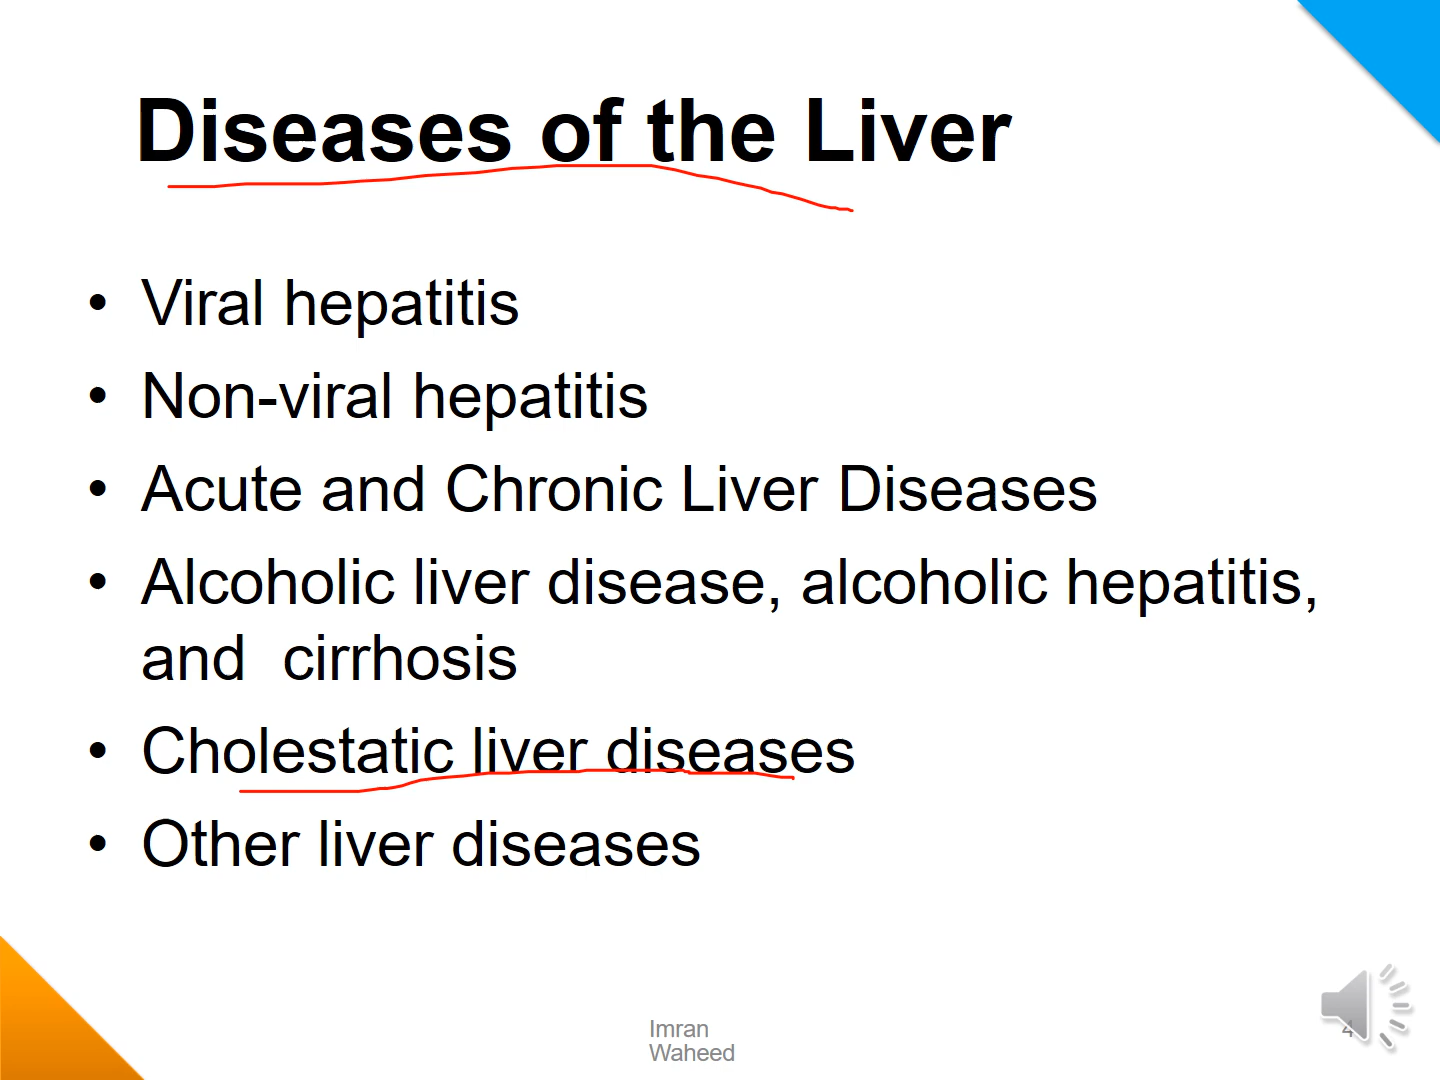 Diseases of the Liver
• Viral hepatitis
• Non-viral hepatitis
• Acute and Chronic Liver Diseases
• Alcoholic liver disease, alcoholic hepatitis,
and  cirrhosis
• Cholestatic liver diseases
• Other liver diseases
Imran
Waheed
4